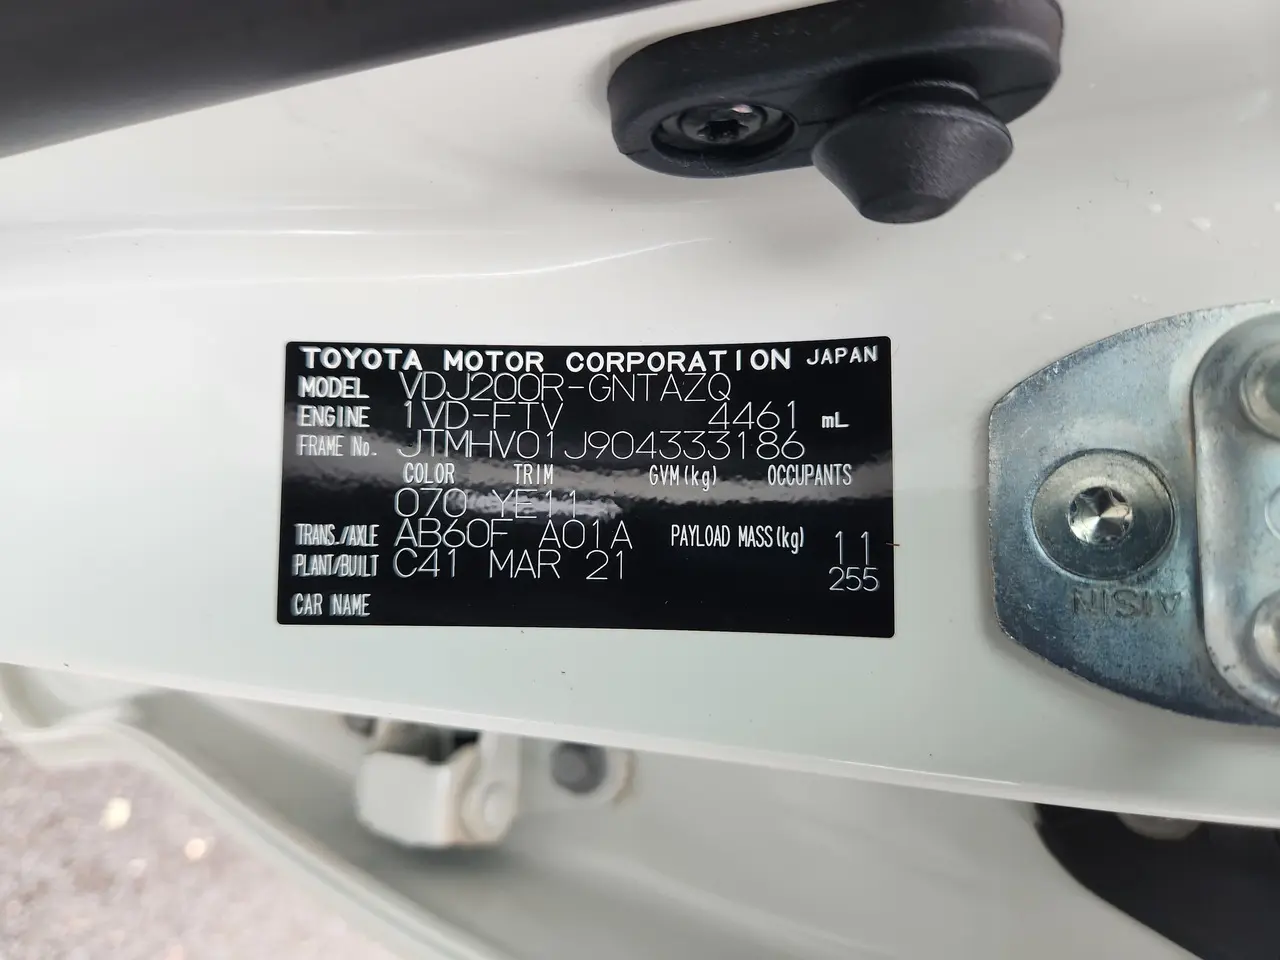 TOYOTA MOTOR CORPORATION JAPAN
MODEL VDJ200R-GNTAZQ
ENGINE 1VD-FTV 4461 mL
FRAME No. JTMHV01J904333186
COLOR TRIM GVM(kg) OCCUPANTS
070 YE11
TRANS./AXLE AB60F A01A PAYLOAD MASS(kg) 11
PLANT/BUILT C41 MAR 21 255
CAR NAME
AISIN